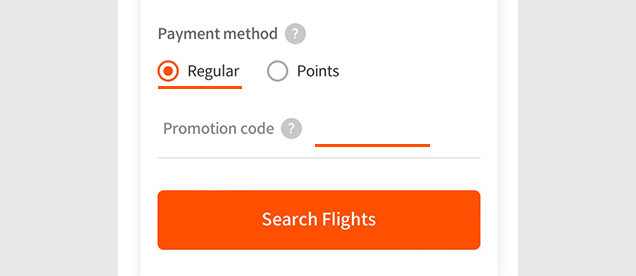 Payment method ?
Regular Points
Promotion code ?
Search Flights